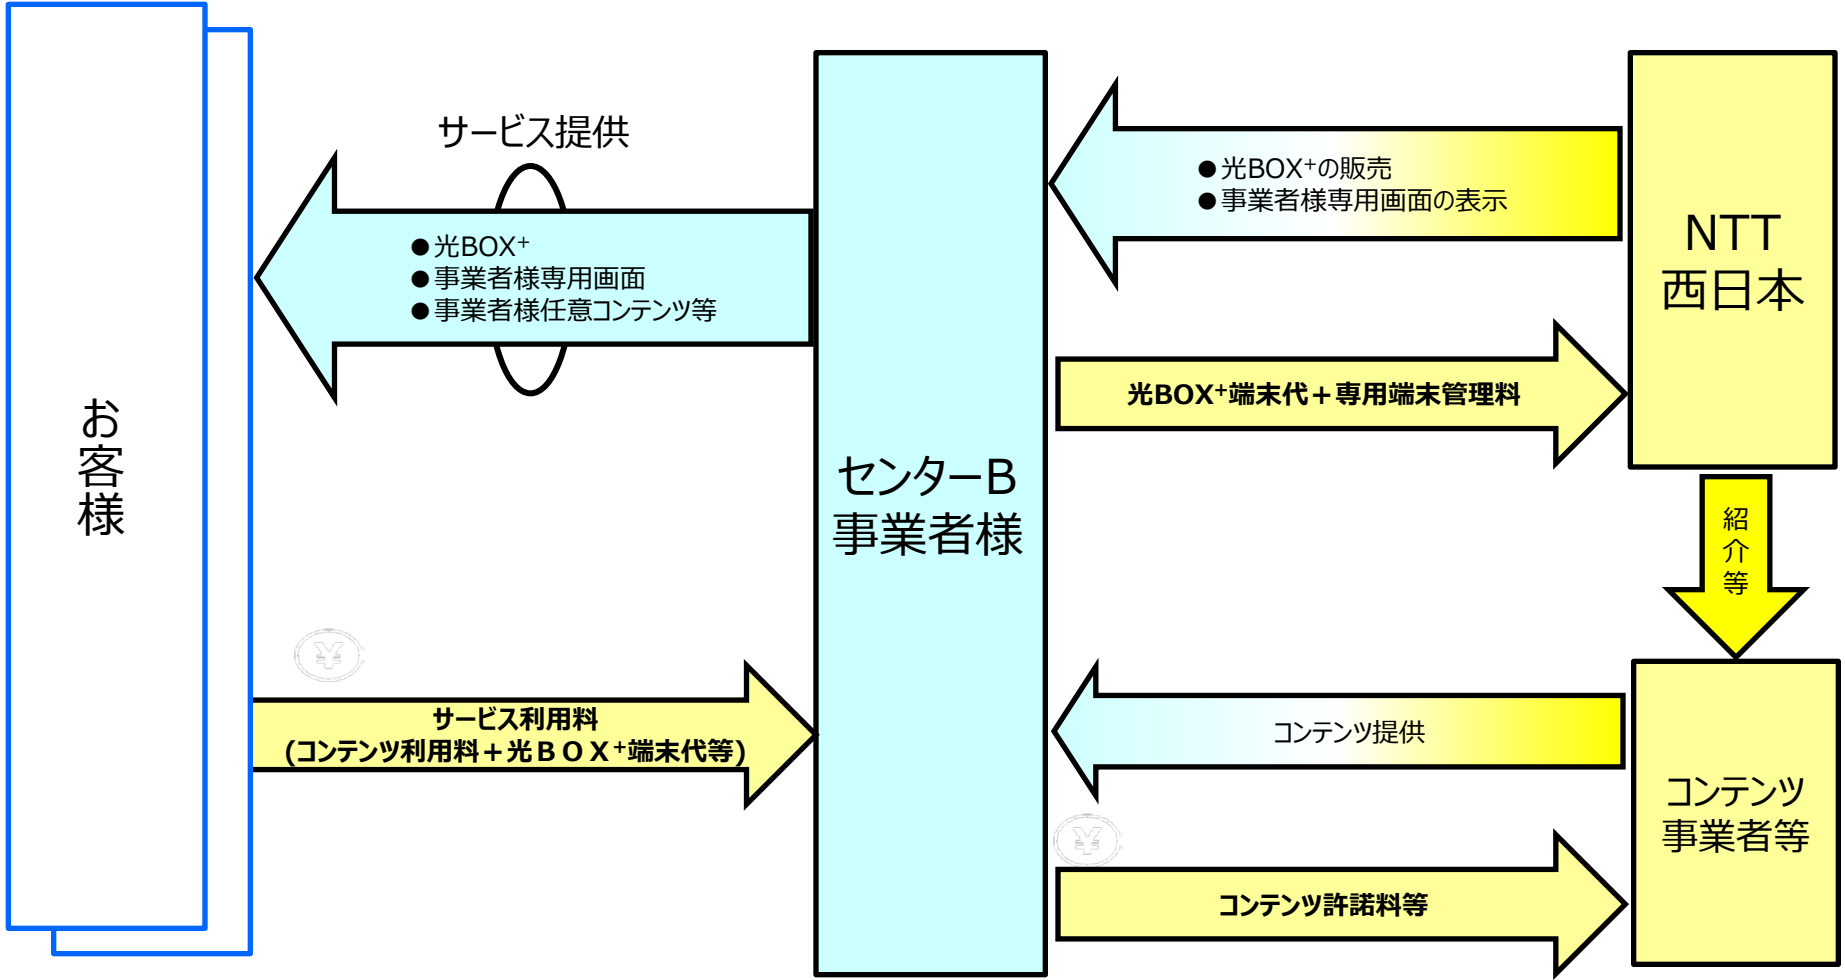 サービス提供
●光BOX⁺
●事業者様専用画面
●事業者様任意コンテンツ等
お客様
¥
サービス利用料
(コンテンツ利用料＋光ＢＯＸ⁺端末代等)
センターB
事業者様
●光BOX⁺の販売
●事業者様専用画面の表示
NTT
西日本
光BOX⁺端末代＋専用端末管理料
紹介等
コンテンツ提供
コンテンツ
事業者等
¥
コンテンツ許諾料等